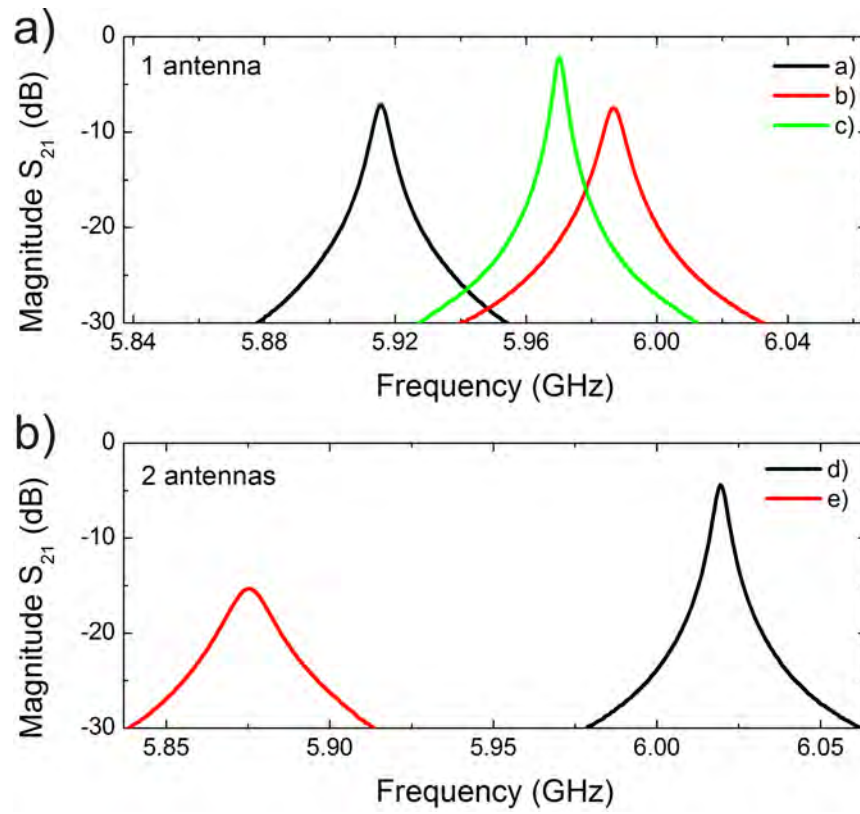 a)
0
1 antenna
a)
b)
c)
-10
-20
-30
Magnitude S21 (dB)
5.84 5.88 5.92 5.96 6.00 6.04
Frequency (GHz)
b)
0
2 antennas
d)
e)
-10
-20
-30
Magnitude S21 (dB)
5.85 5.90 5.95 6.00 6.05
Frequency (GHz)